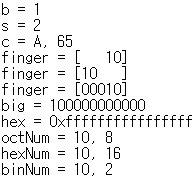 b = 1
s = 2
c = A, 65
finger = [   10]
finger = [10   ]
finger = [00010]
big = 100000000000
hex = 0xffffffffffffffff
octNum = 10, 8
hexNum = 10, 16
binNum = 10, 2